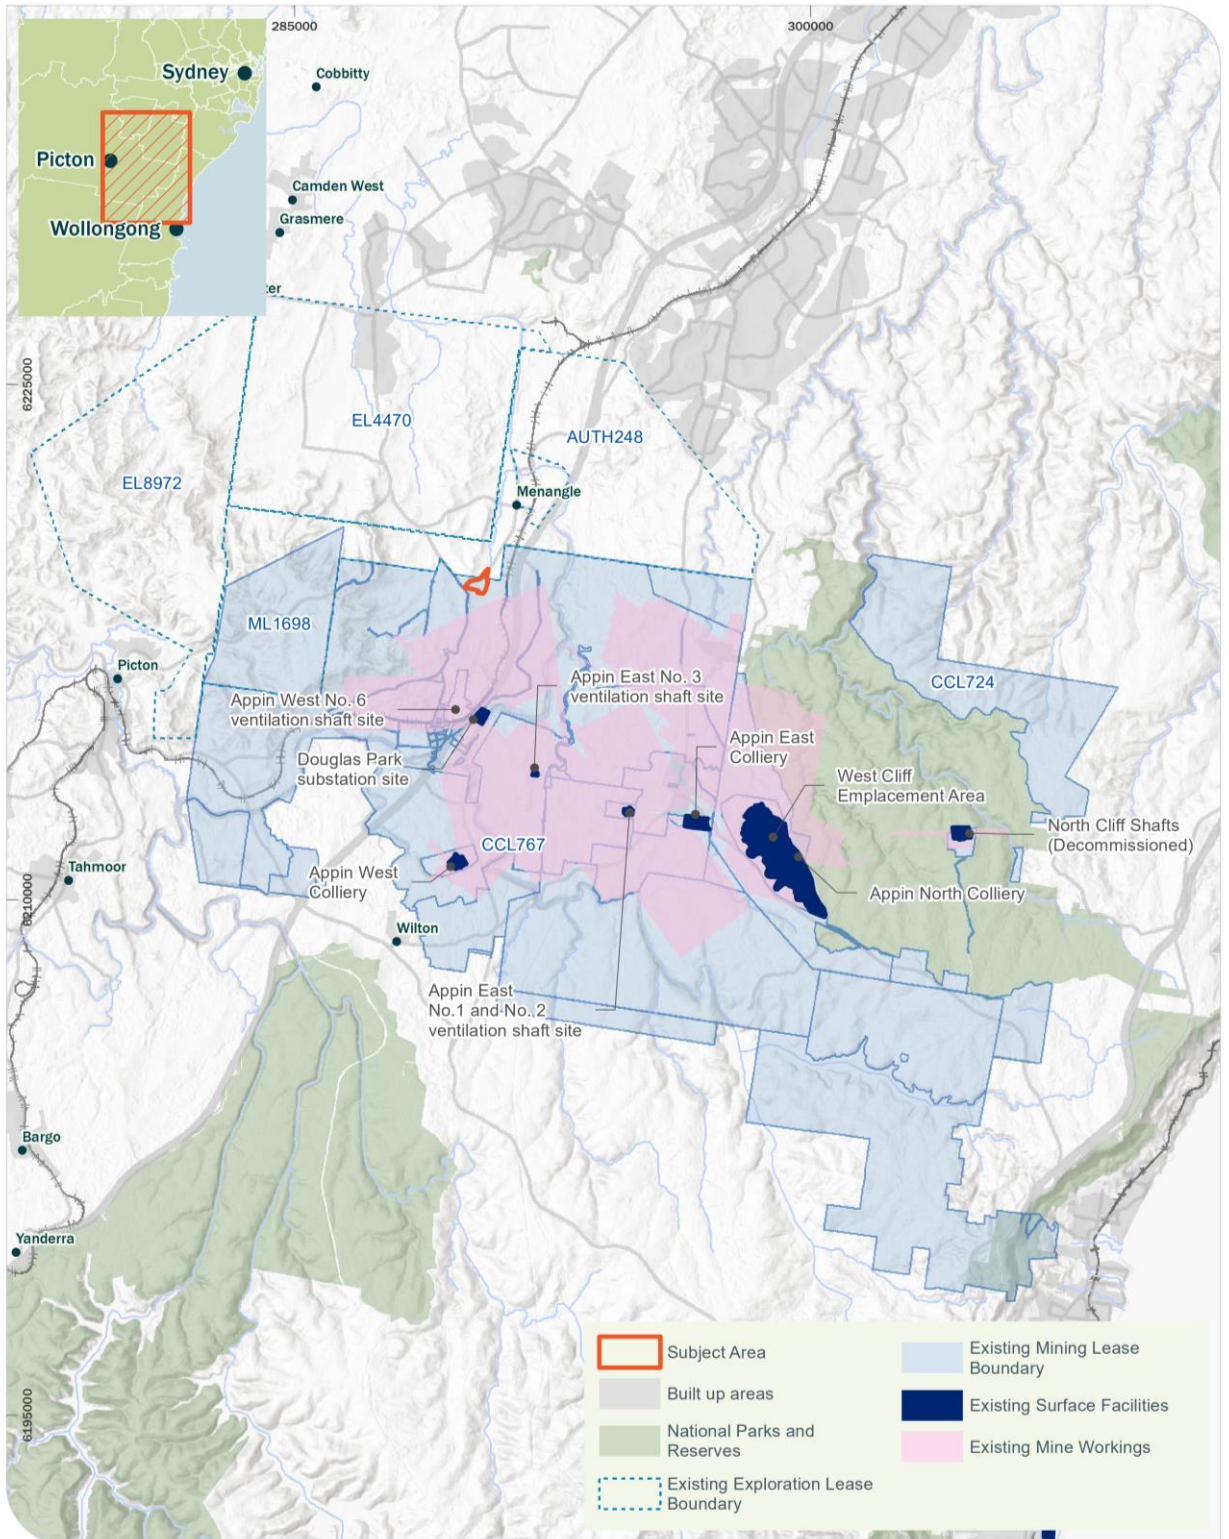 285000
300000
Sydney
Picton
Wollongong
Cobbitty
Camden West
Grasmere
ter
6225000
EL4470
AUTH248
EL8972
Menangle
ML1698
Picton
CCL724
Appin West No. 6
ventilation shaft site
Appin East No. 3
ventilation shaft site
Douglas Park
substation site
Appin East
Colliery
West Cliff
Emplacement Area
North Cliff Shafts
(Decommissioned)
CCL767
Appin West
Colliery
Appin North Colliery
Tahmoor
6210000
Wilton
Appin East
No.1 and No. 2
ventilation shaft site
Bargo
Yanderra
6195000
Subject Area
Built up areas
National Parks and
Reserves
Existing Exploration Lease
Boundary
Existing Mining Lease
Boundary
Existing Surface Facilities
Existing Mine Workings